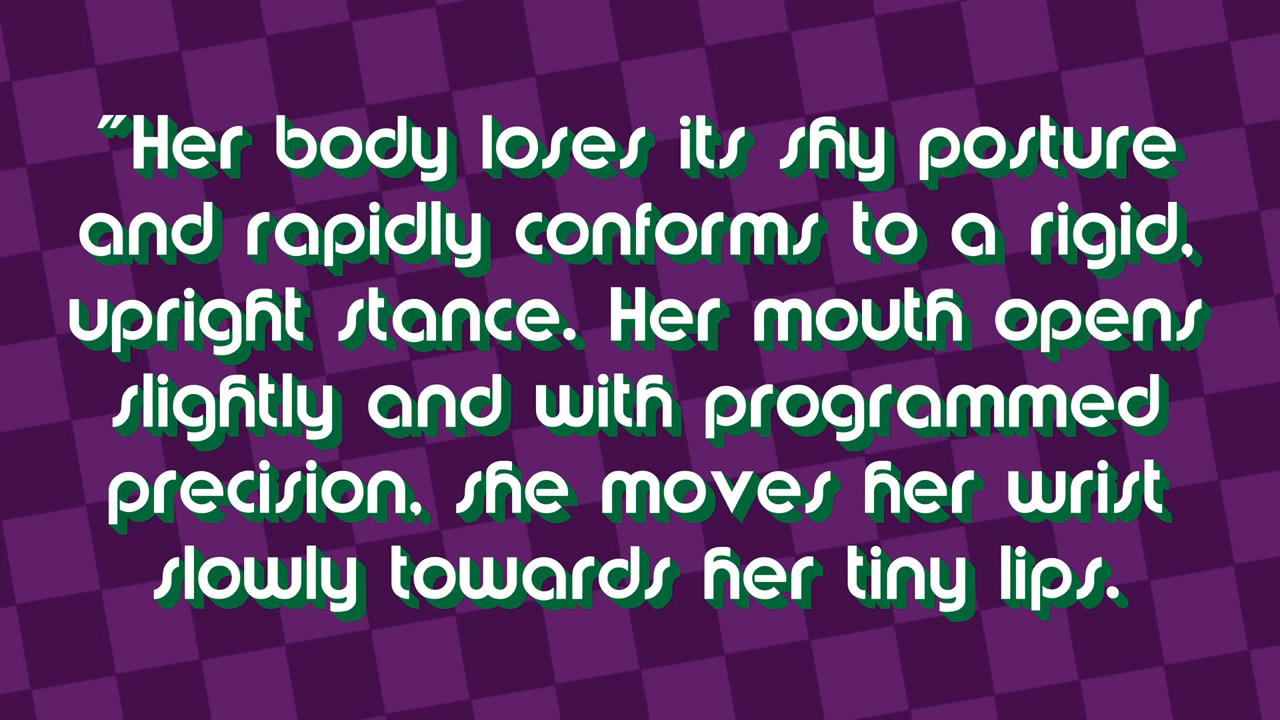 "Her body loses its shy posture
and rapidly conforms to a rigid,
upright stance. Her mouth opens
slightly and with programmed
precision, she moves her wrist
slowly towards her tiny lips.